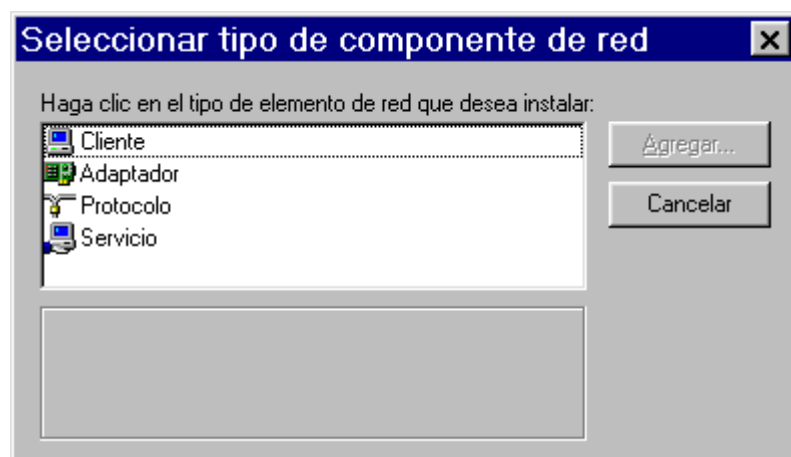 Seleccionar tipo de componente de red
Haga clic en el tipo de elemento de red que desea instalar:
Cliente
Adaptador
Protocolo
Servicio
Agregar...
Cancelar